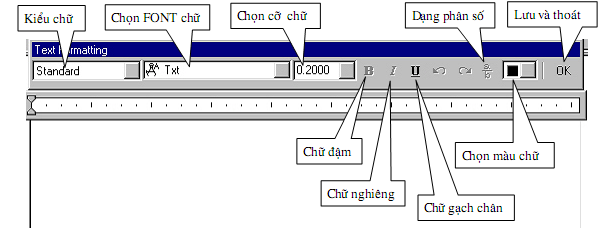 Kiểu chữ
Chọn FONT chữ
Chọn cỡ chữ
Dạng phân số
Lưu và thoát
Text Formatting
Standard
Txt
0.2000
B
I
U
a
b
OK
Chữ đậm
Chọn màu chữ
Chữ nghiêng
Chữ gạch chân